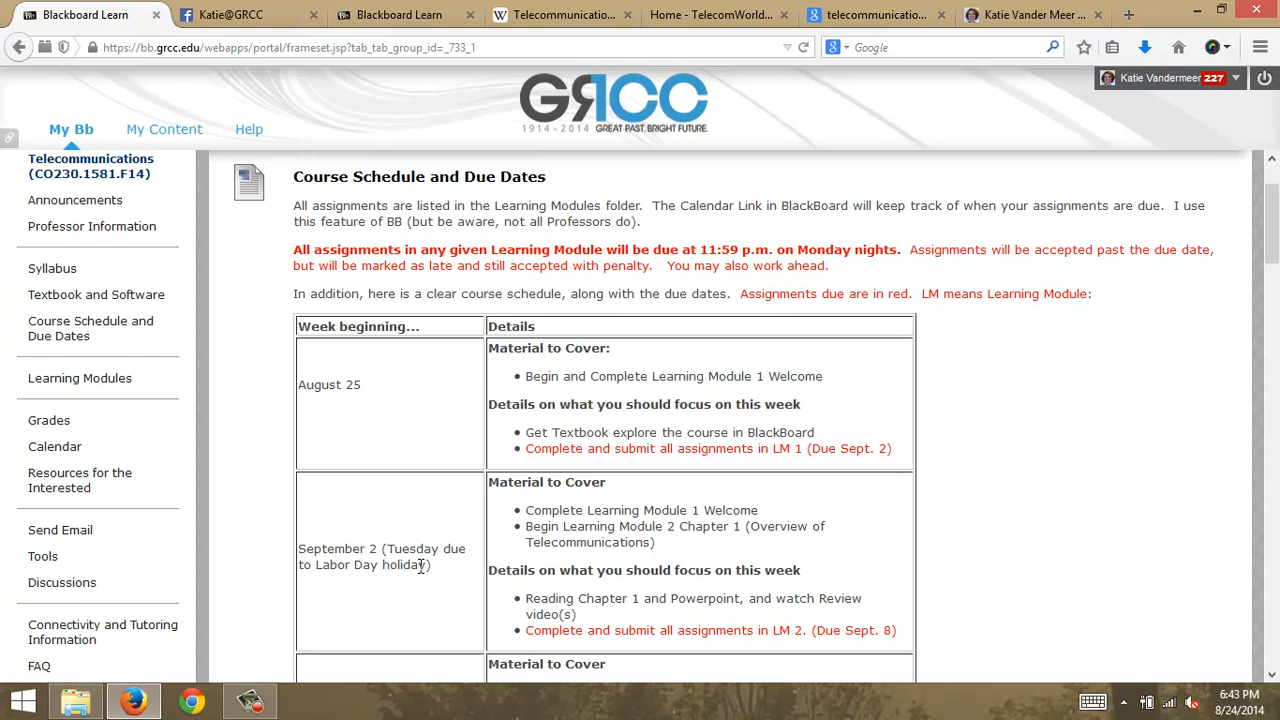 Blackboard Learn
Katie@GRCC
Blackboard Learn
Telecommunicatio...
Home - TelecomWorld...
telecommunicatio...
Katie Vander Meer ...
https://bb.grcc.edu/webapps/portal/frameset.jsp?tab_tab_group_id=_733_1
Google
Katie Vandermeer 227
GRCC
1914-2014 GREAT PAST. BRIGHT FUTURE.
My Bb
My Content
Help
Telecommunications
(CO230.1581.F14)
Announcements
Professor Information
Syllabus
Textbook and Software
Course Schedule and
Due Dates
Learning Modules
Grades
Calendar
Resources for the
Interested
Send Email
Tools
Discussions
Connectivity and Tutoring
Information
FAQ
Course Schedule and Due Dates
All assignments are listed in the Learning Modules folder. The Calendar Link in BlackBoard will keep track of when your assignments are due. I use
this feature of BB (but be aware, not all Professors do).
All assignments in any given Learning Module will be due at 11:59 p.m. on Monday nights. Assignments will be accepted past the due date,
but will be marked as late and still accepted with penalty. You may also work ahead.
In addition, here is a clear course schedule, along with the due dates. Assignments due are in red. LM means Learning Module:
Week beginning...
Details
August 25
Material to Cover:
Begin and Complete Learning Module 1 Welcome
Details on what you should focus on this week
Get Textbook explore the course in BlackBoard
Complete and submit all assignments in LM 1 (Due Sept. 2)
September 2 (Tuesday due
to Labor Day holiday)
Material to Cover
Complete Learning Module 1 Welcome
Begin Learning Module 2 Chapter 1 (Overview of
Telecommunications)
Details on what you should focus on this week
Reading Chapter 1 and Powerpoint, and watch Review
video(s)
Complete and submit all assignments in LM 2. (Due Sept. 8)
Material to Cover
6:43 PM
8/24/2014